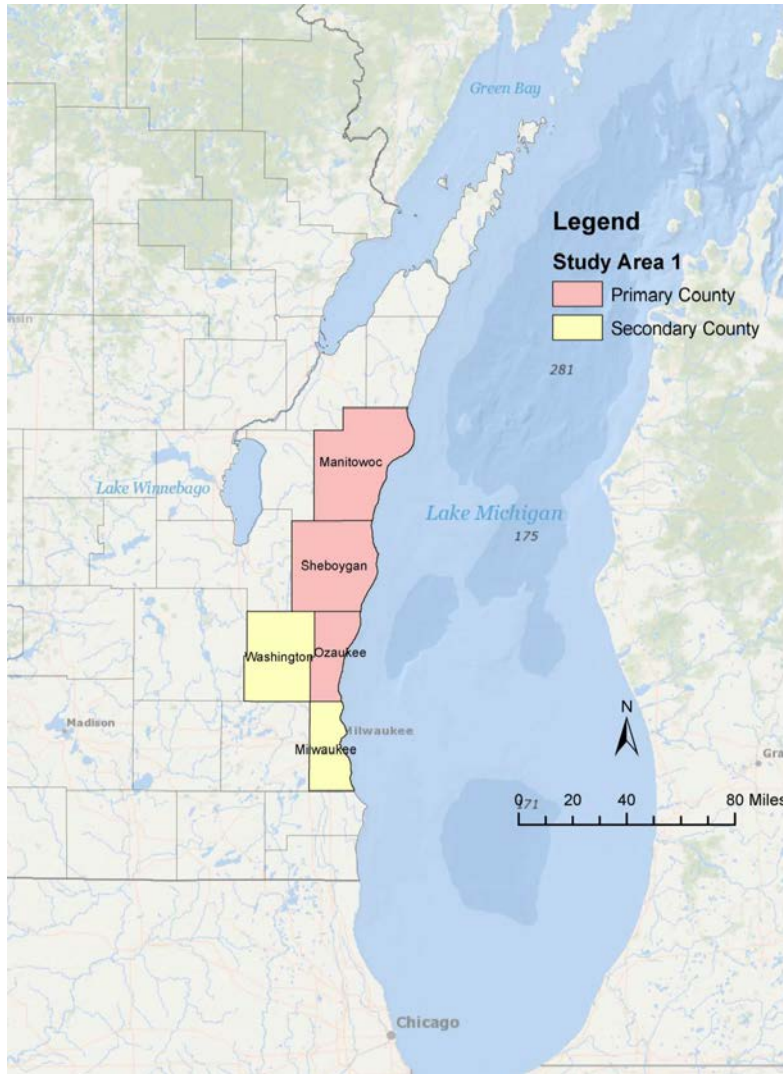 Green Bay
Legend
Study Area 1
Primary County
Secondary County
281
Manitowoc
Lake Winnebago
Lake Michigan
175
Sheboygan
Washington
Ozaukee
N
Madison
Milwaukee
Milwaukee
0 20 40 80 Miles
171
Chicago